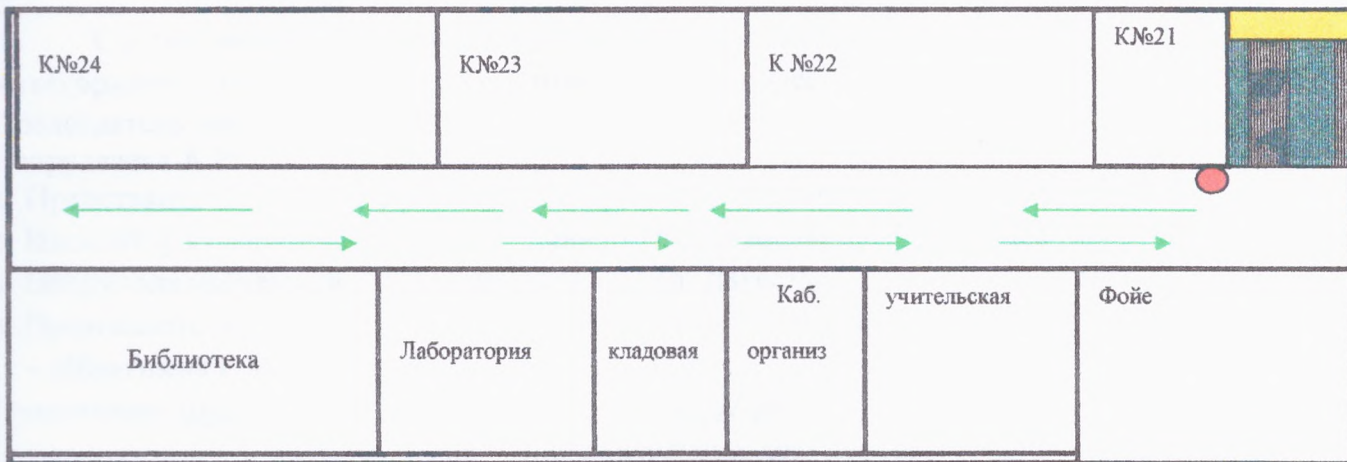 К№24
К№23
К №22
К№21
Каб.
учительская
Фойе
Библиотека
Лаборатория
кладовая
организ